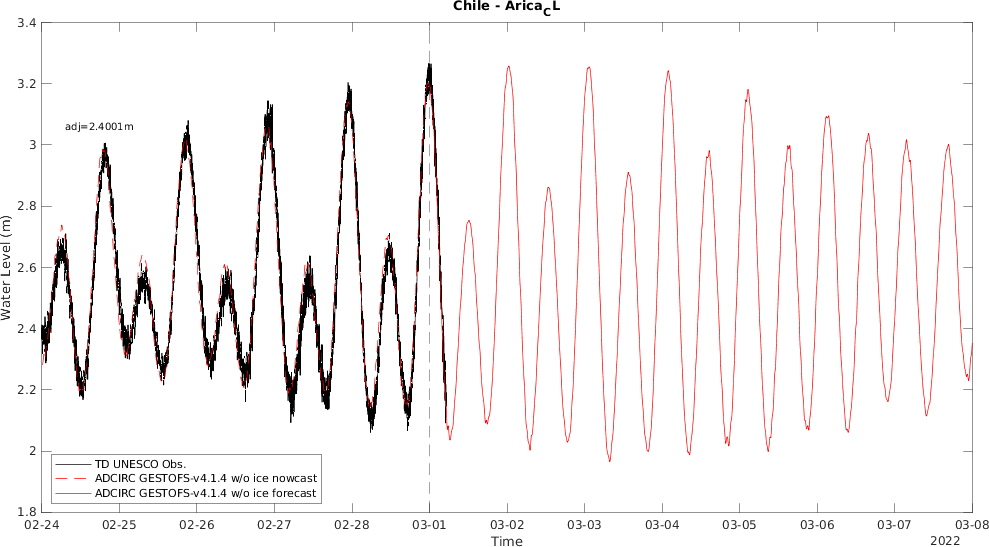 Chile - Arica_CL
3.4
3.2
3
2.8
2.6
2.4
2.2
2
1.8
Water Level (m)
adj=2.4001m
TD UNESCO Obs.
ADCIRC GESTOFS-v4.1.4 w/o ice nowcast
ADCIRC GESTOFS-v4.1.4 w/o ice forecast
02-24 02-25 02-26 02-27 02-28 03-01 03-02 03-03 03-04 03-05 03-06 03-07 03-08
Time
2022